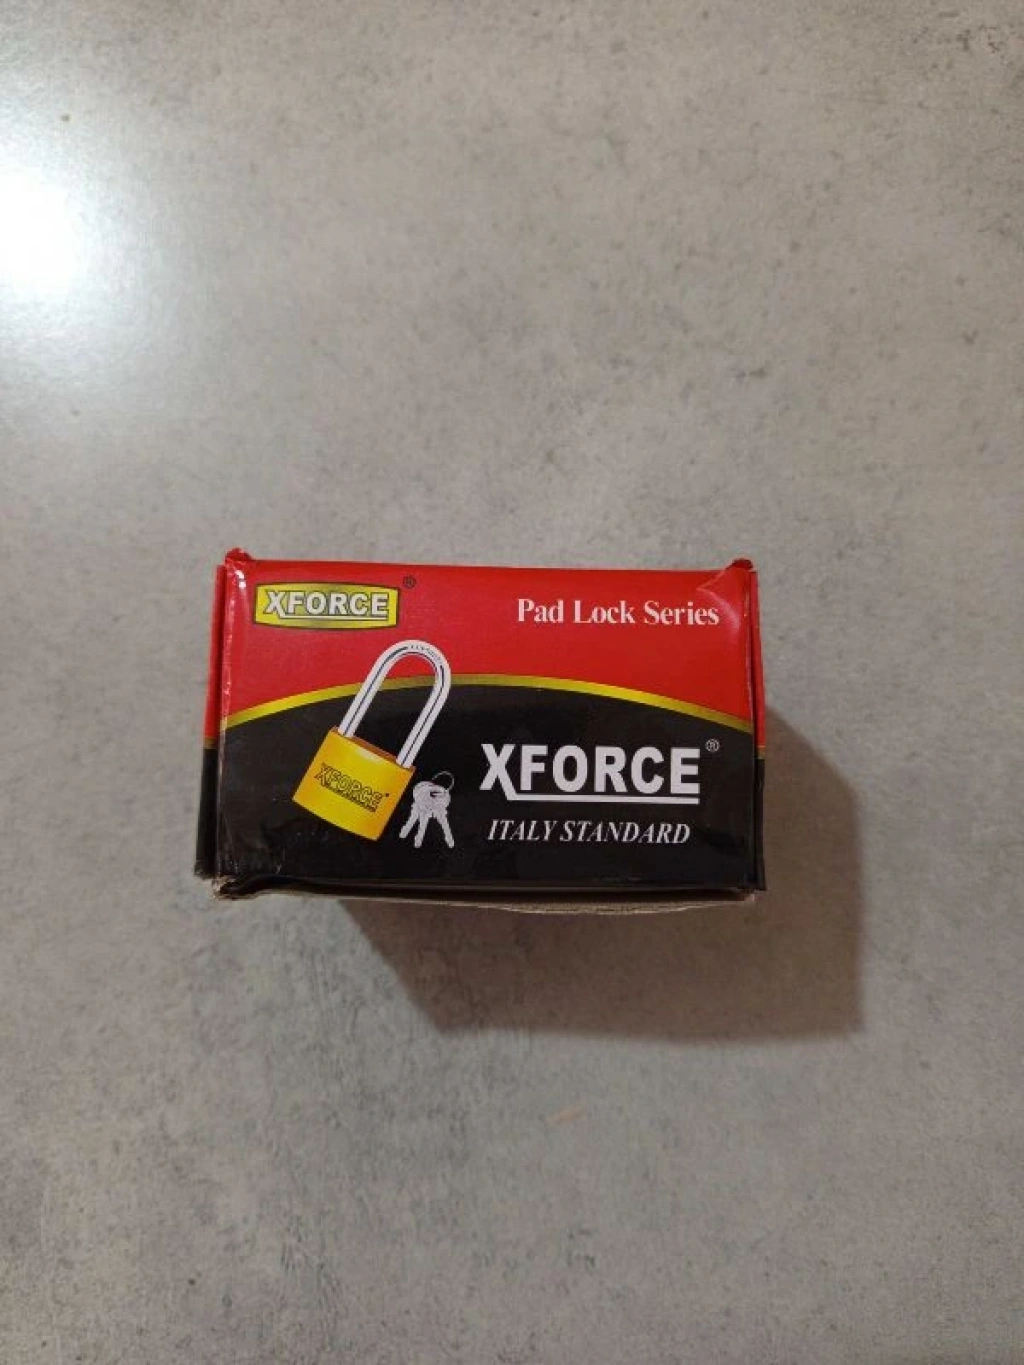 XFORCE ®
Pad Lock Series
XFORCE
XFORCE ®
ITALY STANDARD